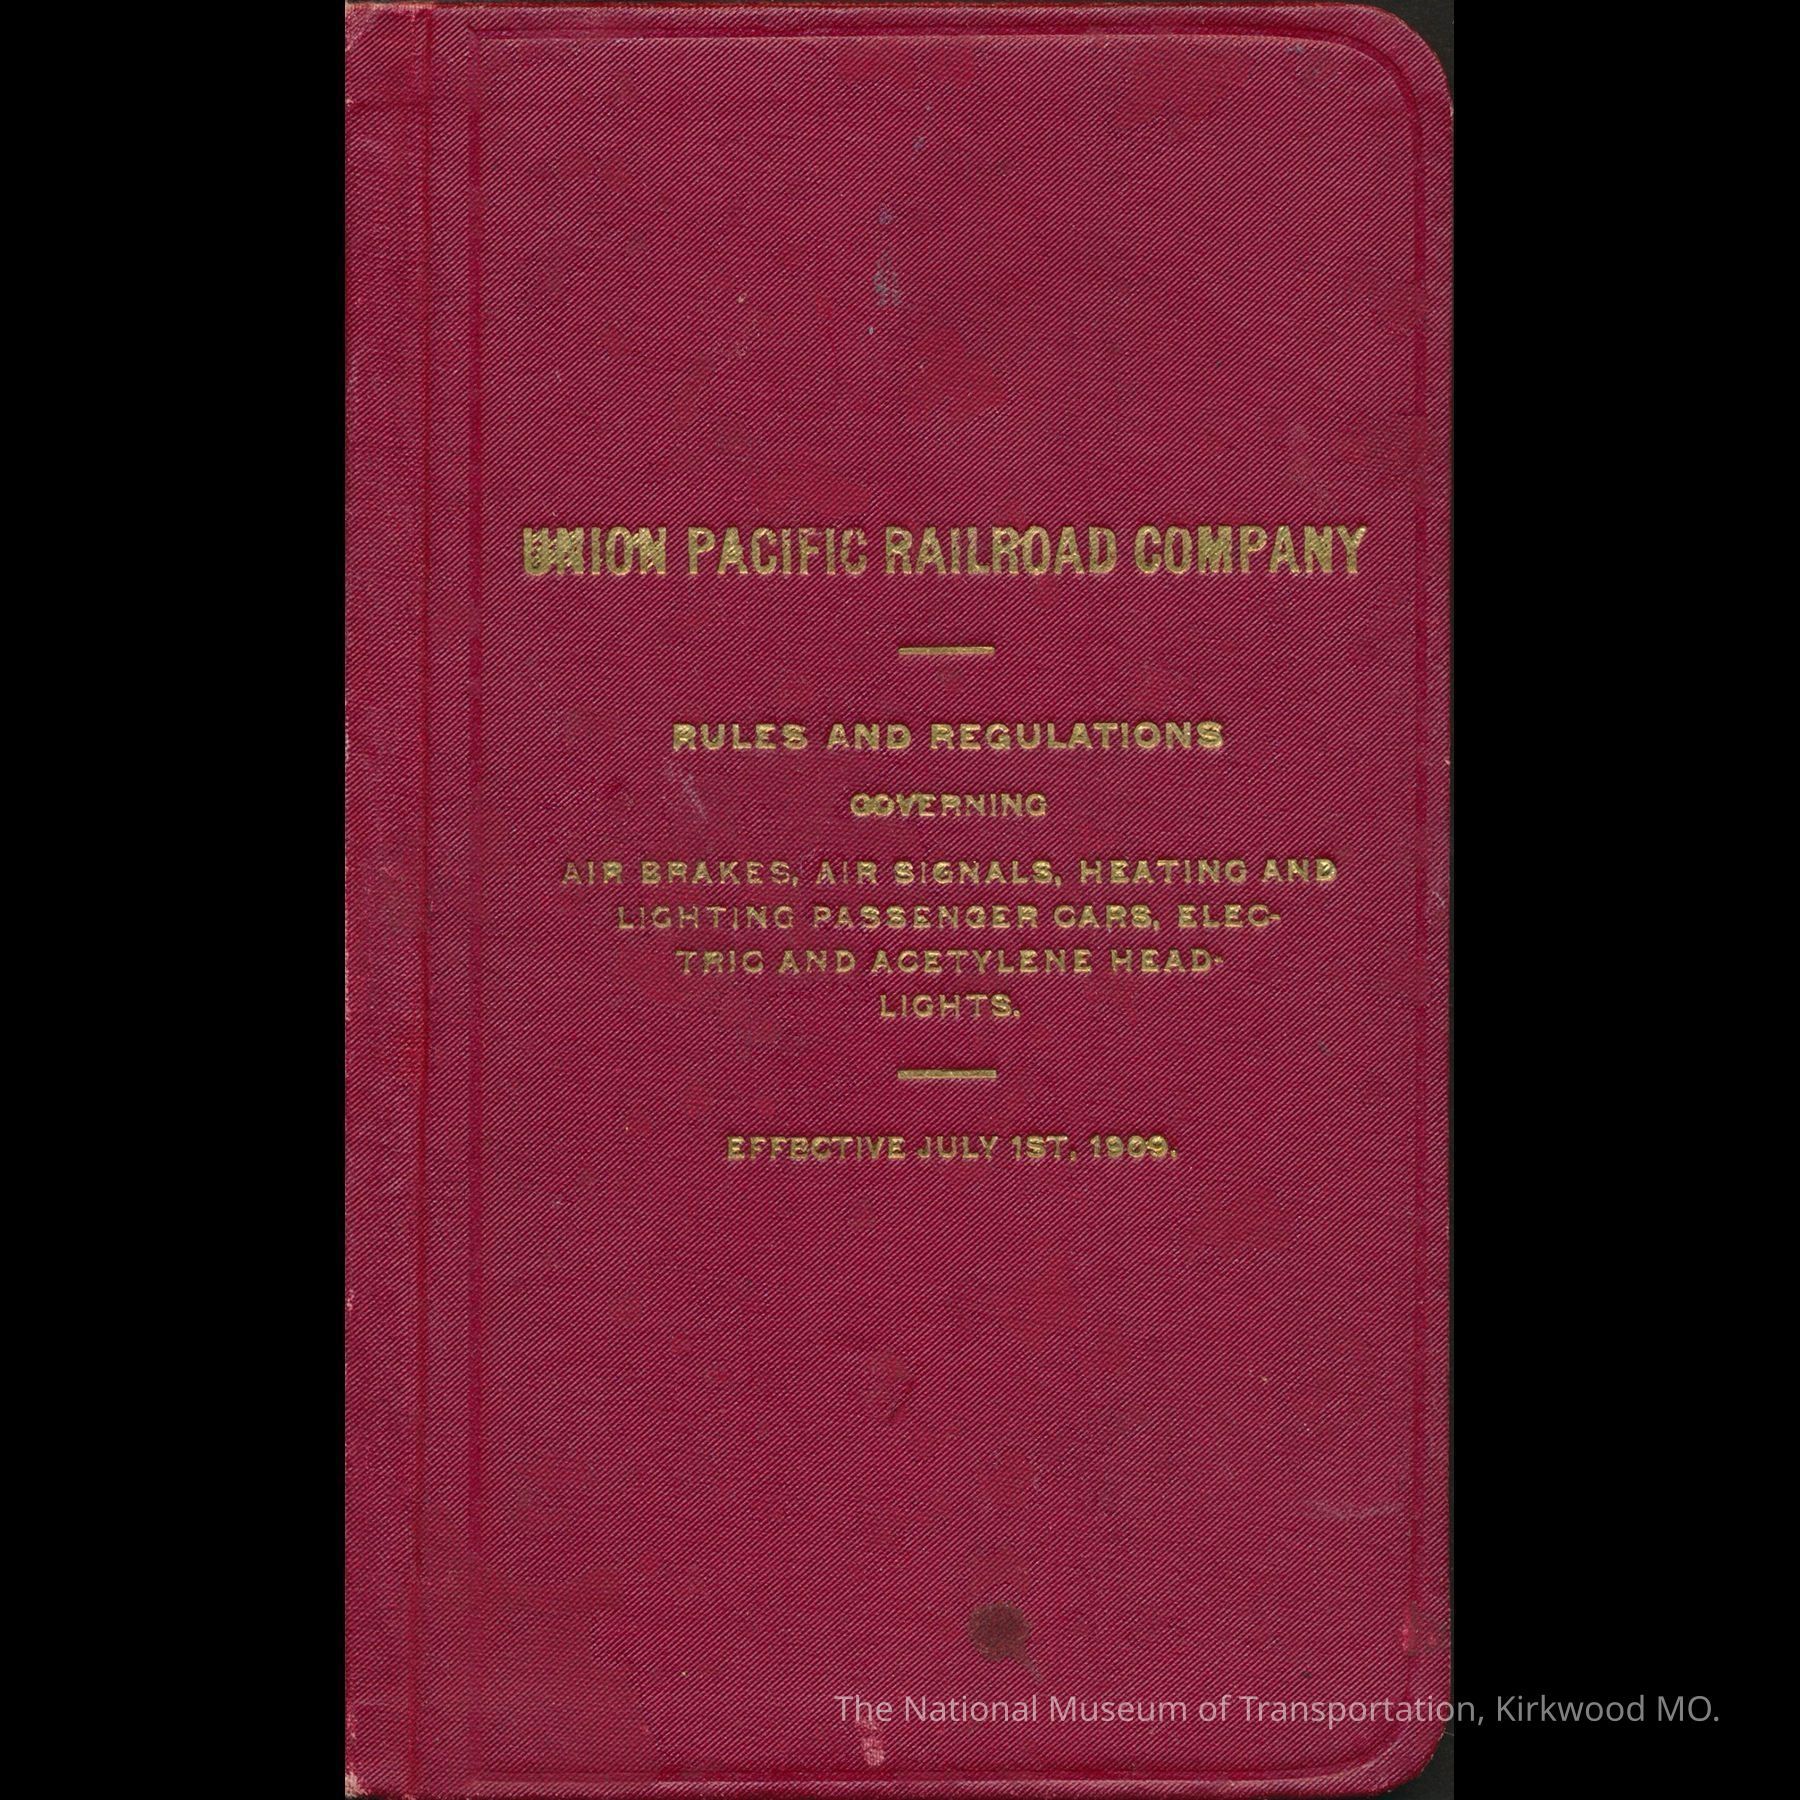 UNION PACIFIC RAILROAD COMPANY
RULES AND REGULATIONS
GOVERNING
AIR BRAKES, AIR SIGNALS, HEATING AND
LIGHTING PASSENGER CARS, ELEC-
TRIC AND ACETYLENE HEAD-
LIGHTS.
EFFECTIVE JULY 1ST, 1909.
The National Museum of Transportation, Kirkwood MO.